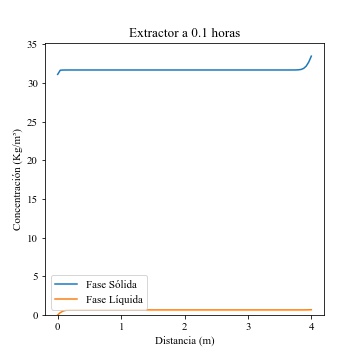 Extractor a 0.1 horas
Concentración (Kg/m³)
35
30
25
20
15
10
5
0
Fase Sólida
Fase Líquida
0 1 2 3 4
Distancia (m)